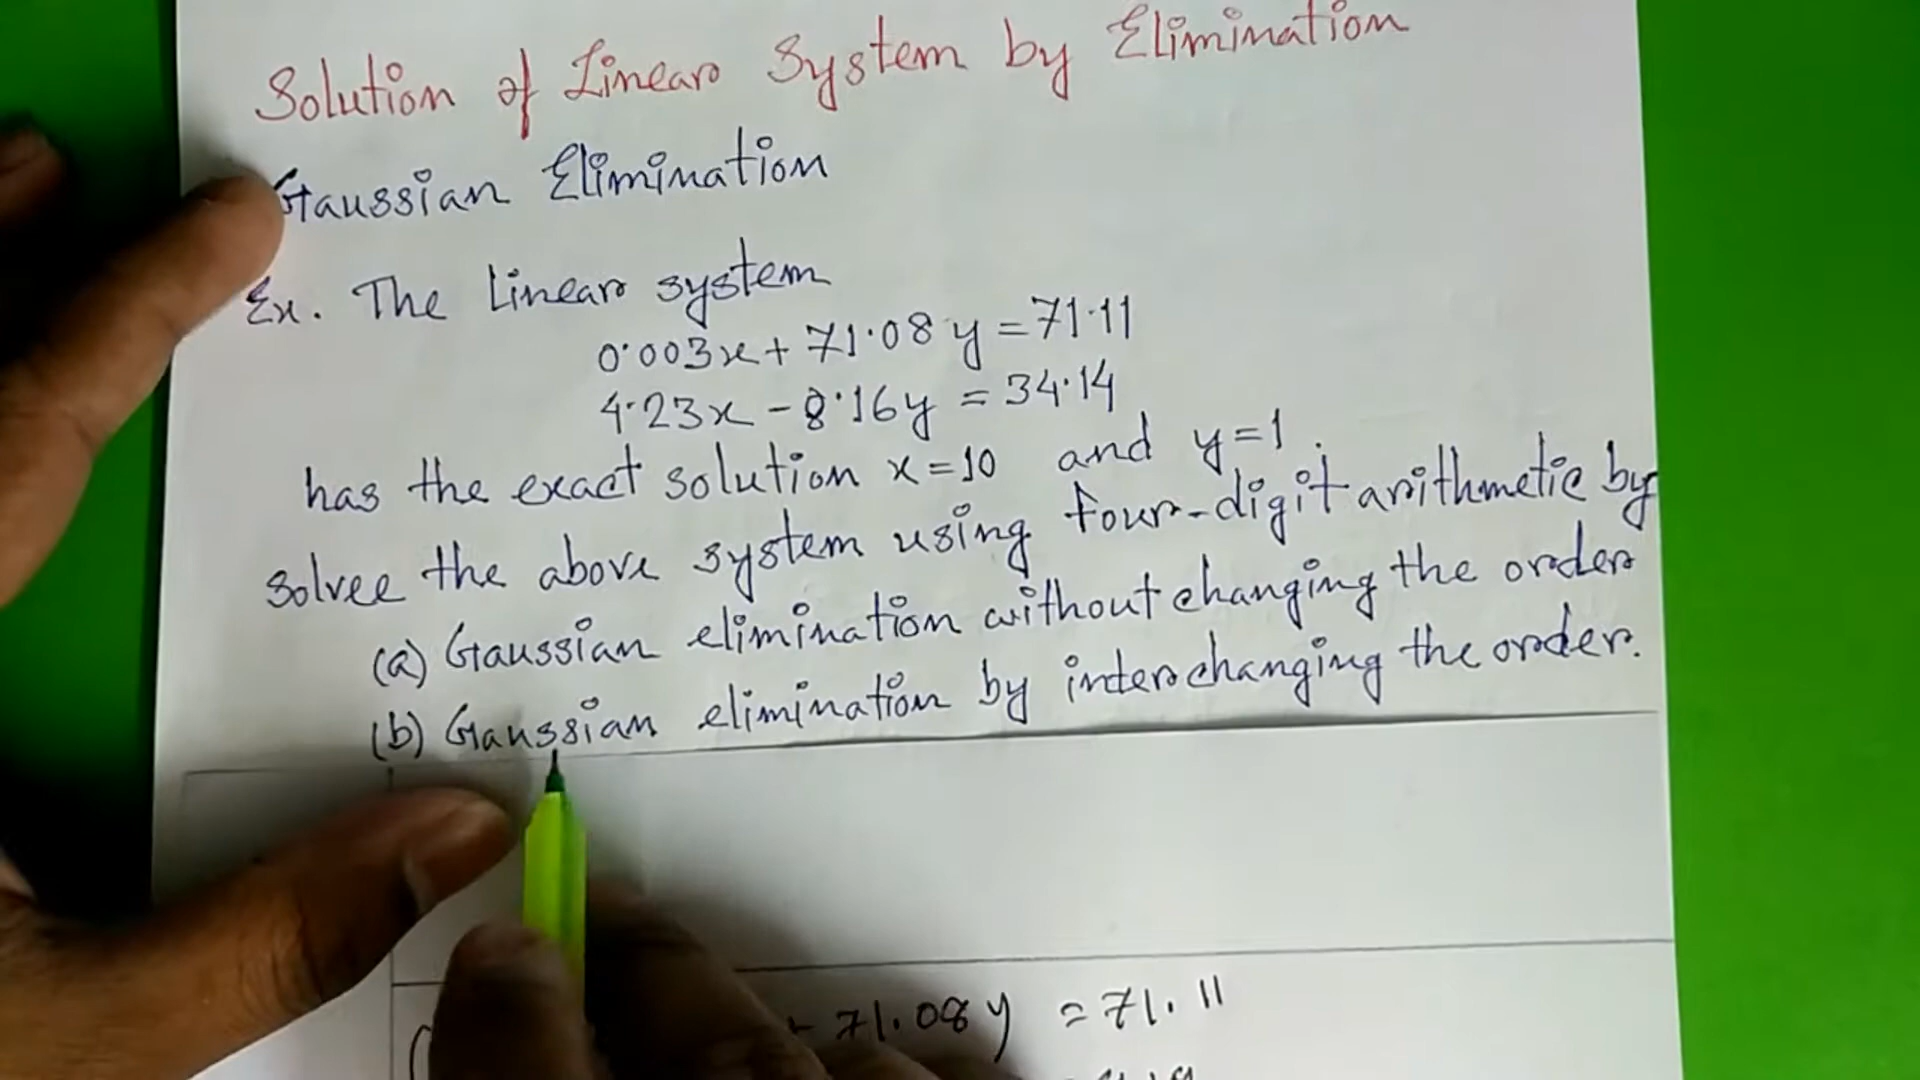 Solution of Linear System by Elimination
Gaussian Elimination
Ex. The Linear system
0.003x + 71.08y = 71.11
4.23x - 8.16y = 34.14
has the exact solution x = 10 and y = 1.
Solve the above system using four-digit arithmetic by
(a) Gaussian elimination without changing the order
(b) Gaussian elimination by interchanging the order.
71.08y = 71.11